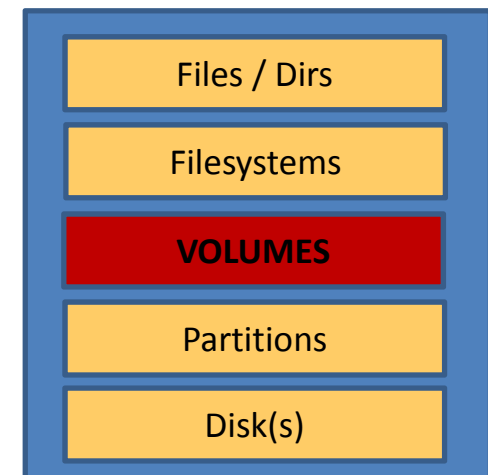 Files / Dirs
Filesystems
VOLUMES
Partitions
Disk(s)